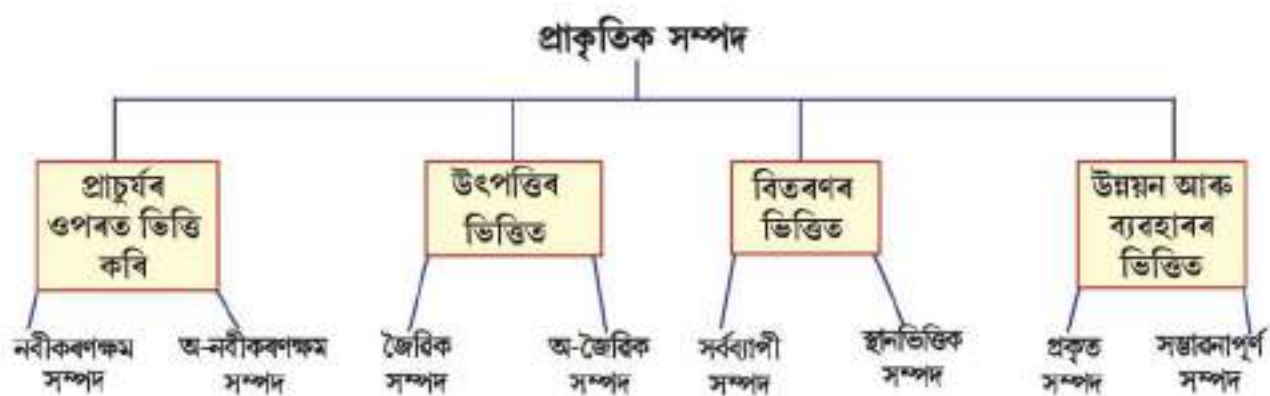 প্ৰাকৃতিক সম্পদ
প্ৰাচুৰ্যৰ
ওপৰত ভিত্তি
কৰি
উৎপত্তিৰ
ভিত্তিত
বিতৰণৰ
ভিত্তিত
উন্নয়ন আৰু
ব্যৱহাৰৰ
ভিত্তিত
নবীকৰণক্ষম
সম্পদ
অ-নবীকৰণক্ষম
সম্পদ
জৈৱিক
সম্পদ
অ-জৈৱিক
সম্পদ
সৰ্বব্যাপী
সম্পদ
স্থানভিত্তিক
সম্পদ
প্ৰকৃত
সম্পদ
সম্ভাৱনাপূৰ্ণ
সম্পদ